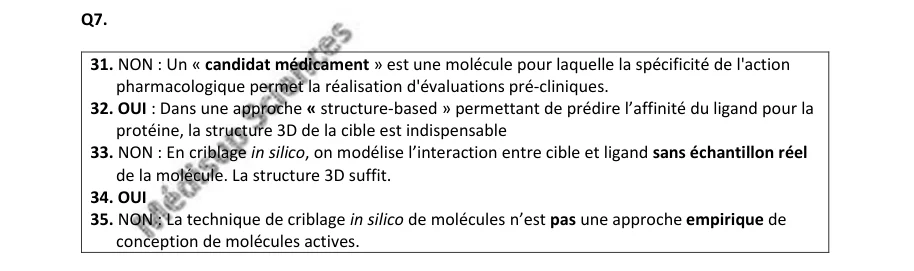 Q7.
31. NON : Un « candidat médicament » est une molécule pour laquelle la spécificité de l'action
pharmacologique permet la réalisation d'évaluations pré-cliniques.
32. OUI : Dans une approche « structure-based » permettant de prédire l’affinité du ligand pour la
protéine, la structure 3D de la cible est indispensable
33. NON : En criblage in silico, on modélise l’interaction entre cible et ligand sans échantillon réel
de la molécule. La structure 3D suffit.
34. OUI
35. NON : La technique de criblage in silico de molécules n’est pas une approche empirique de
conception de molécules actives.
Médisup Sciences